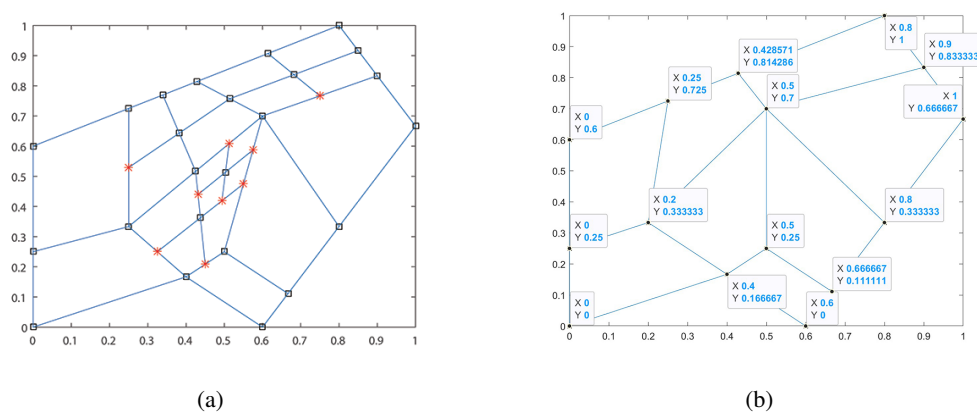 1
0.9
0.8
0.7
0.6
0.5
0.4
0.3
0.2
0.1
0
0 0.1 0.2 0.3 0.4 0.5 0.6 0.7 0.8 0.9 1
(a)
1
0.9
0.8
0.7
0.6
0.5
0.4
0.3
0.2
0.1
0
0 0.1 0.2 0.3 0.4 0.5 0.6 0.7 0.8 0.9 1
X 0.8
Y 1
X 0.428571
Y 0.814286
X 0.9
Y 0.833333
X 0.25
Y 0.725
X 0.5
Y 0.7
X 1
Y 0.666667
X 0
Y 0.6
X 0.2
Y 0.333333
X 0.8
Y 0.333333
X 0
Y 0.25
X 0.5
Y 0.25
X 0.4
Y 0.166667
X 0.666667
Y 0.111111
X 0
Y 0
X 0.6
Y 0
(b)